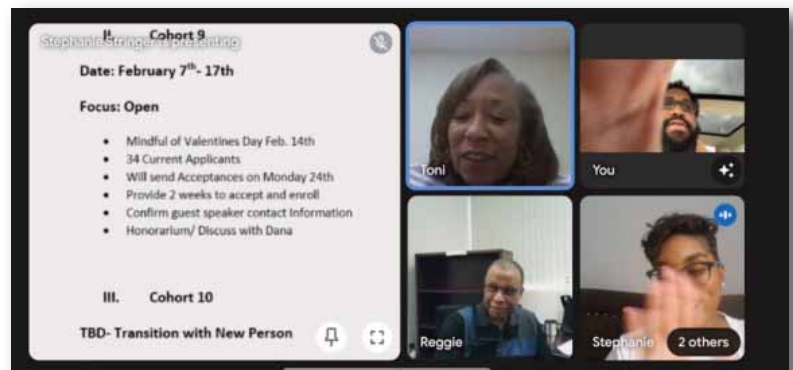 II. Cohort 9
Stephanie Stringer is presenting
Date: February 7th- 17th
Focus: Open
• Mindful of Valentines Day Feb. 14th
• 34 Current Applicants
• Will send Acceptances on Monday 24th
• Provide 2 weeks to accept and enroll
• Confirm guest speaker contact Information
• Honorarium/ Discuss with Dana
III. Cohort 10
TBD- Transition with New Person
Toni
You
Reggie
Stephanie
2 others